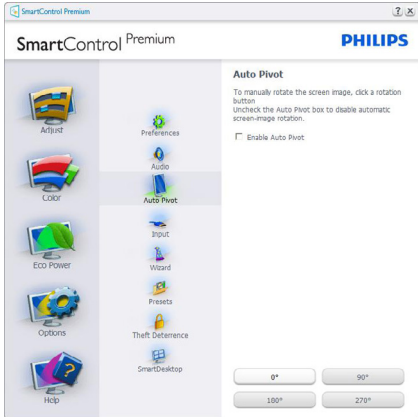 SmartControl Premium
? x
SmartControl Premium
PHILIPS
Adjust
Color
Eco Power
Options
Help
Preferences
Audio
Auto Pivot
Input
Wizard
Presets
Theft Deterrence
SmartDesktop
Auto Pivot
To manually rotate the screen image, click a rotation
button
Uncheck the Auto Pivot box to disable automatic
screen-image rotation.
Enable Auto Pivot
0° 90°
180° 270°